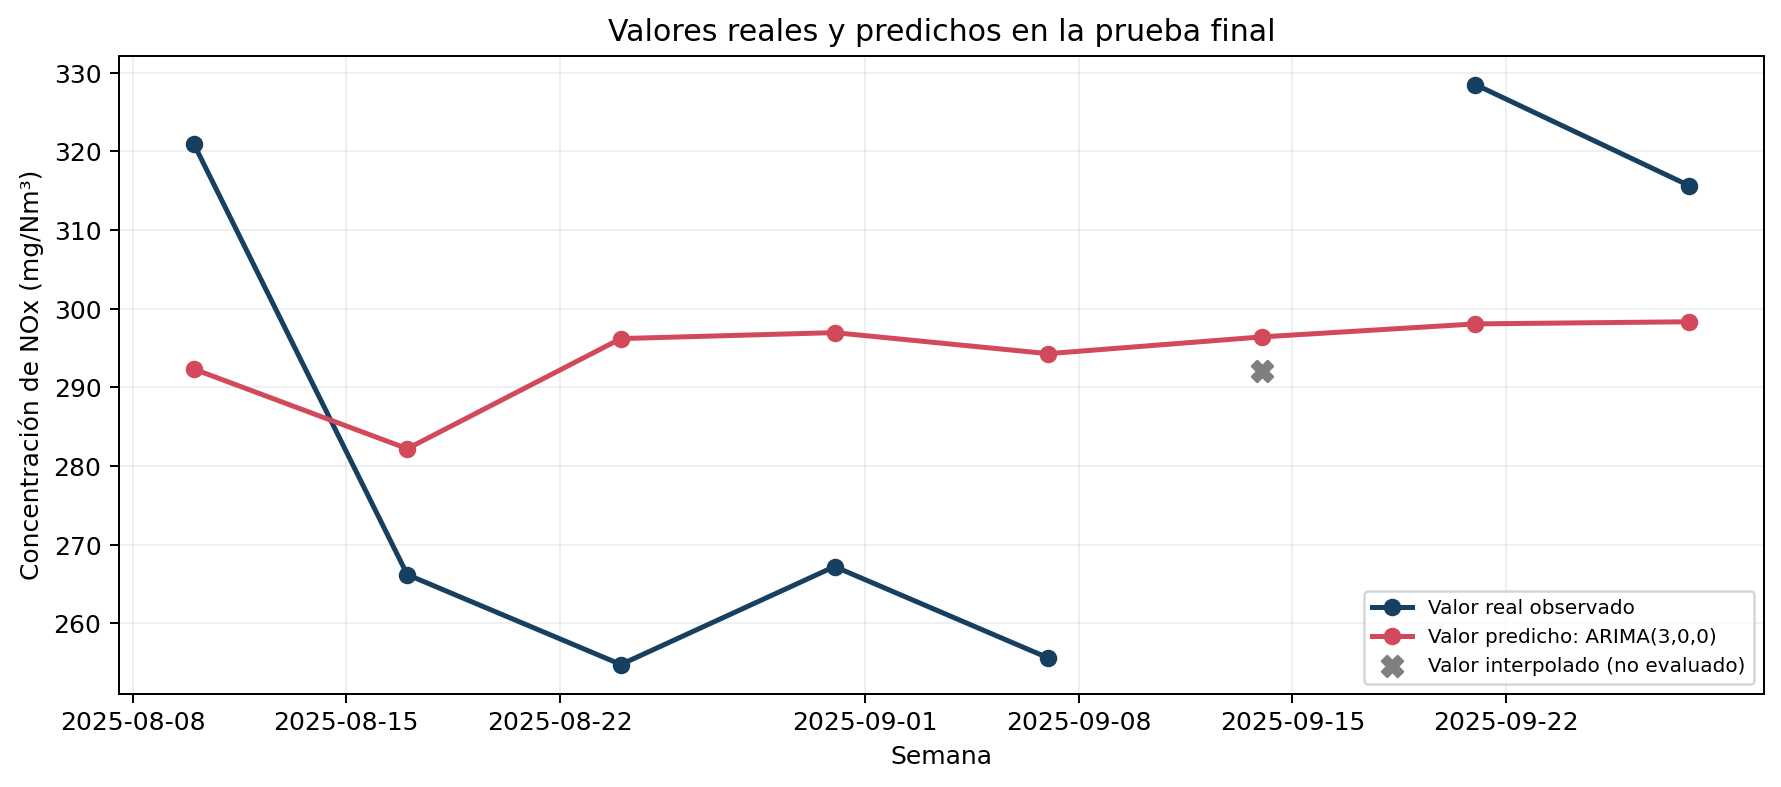 Valores reales y predichos en la prueba final
Concentración de NOx (mg/Nm³)
330
320
310
300
290
280
270
260
2025-08-08
2025-08-15
2025-08-22
2025-09-01
2025-09-08
2025-09-15
2025-09-22
Semana
Valor real observado
Valor predicho: ARIMA(3,0,0)
Valor interpolado (no evaluado)